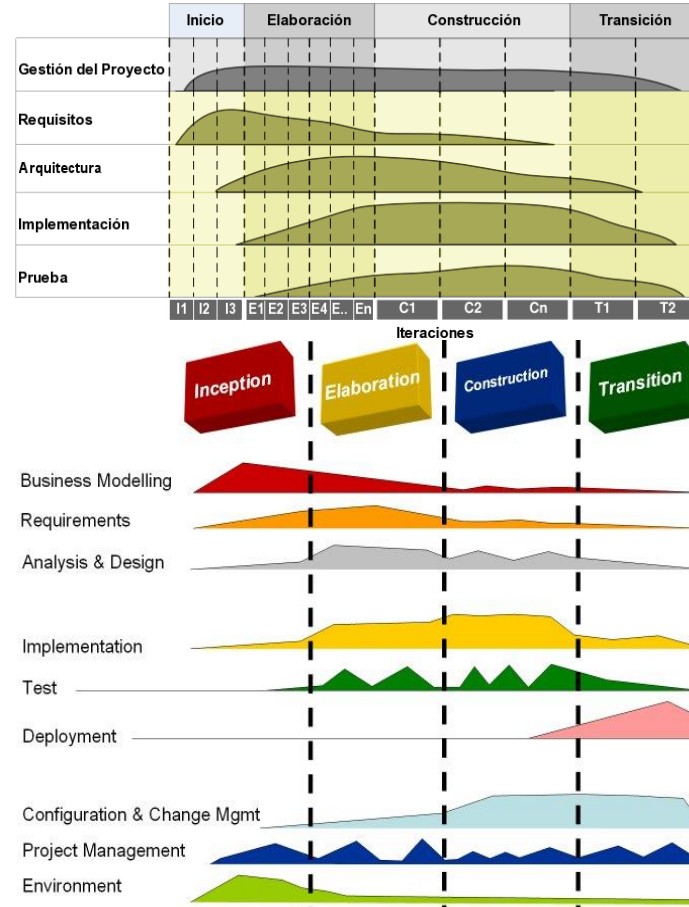 Inicio Elaboración Construcción Transición
Gestión del Proyecto
Requisitos
Arquitectura
Implementación
Prueba
I1 I2 I3 E1 E2 E3 E4 E.. En C1 C2 Cn T1 T2
Iteraciones
Inception Elaboration Construction Transition
Business Modelling
Requirements
Analysis & Design
Implementation
Test
Deployment
Configuration & Change Mgmt
Project Management
Environment